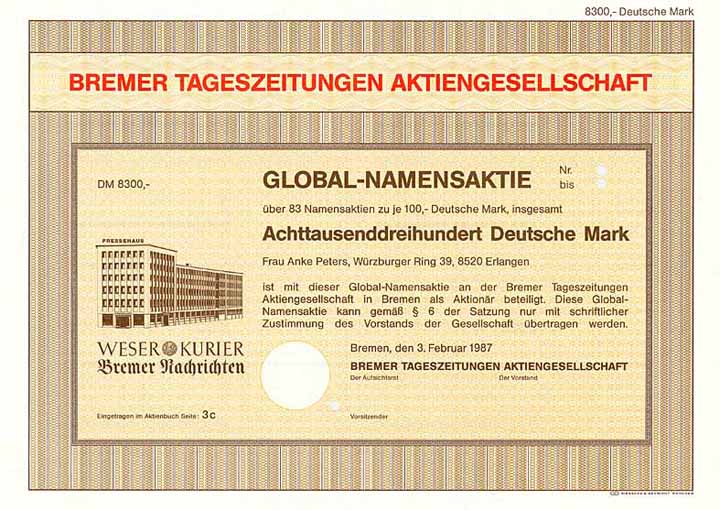 8300,- Deutsche Mark
BREMER TAGESZEITUNGEN AKTIENGESELLSCHAFT
DM 8300,-
GLOBAL-NAMENSAKTIE
Nr.
bis
über 83 Namensaktien zu je 100,- Deutsche Mark, insgesamt
Achttausenddreihundert Deutsche Mark
Frau Anke Peters, Würzburger Ring 39, 8520 Erlangen
ist mit dieser Global-Namensaktie an der Bremer Tageszeitungen
Aktiengesellschaft in Bremen als Aktionär beteiligt. Diese Global-
Namensaktie kann gemäß § 6 der Satzung nur mit schriftlicher
Zustimmung des Vorstands der Gesellschaft übertragen werden.
PRESSEHAUS
WESER KURIER
Bremer Nachrichten
Bremen, den 3. Februar 1987
BREMER TAGESZEITUNGEN AKTIENGESELLSCHAFT
Der Aufsichtsrat
Der Vorstand
Eingetragen im Aktienbuch Seite: 3c
Vorsitzender